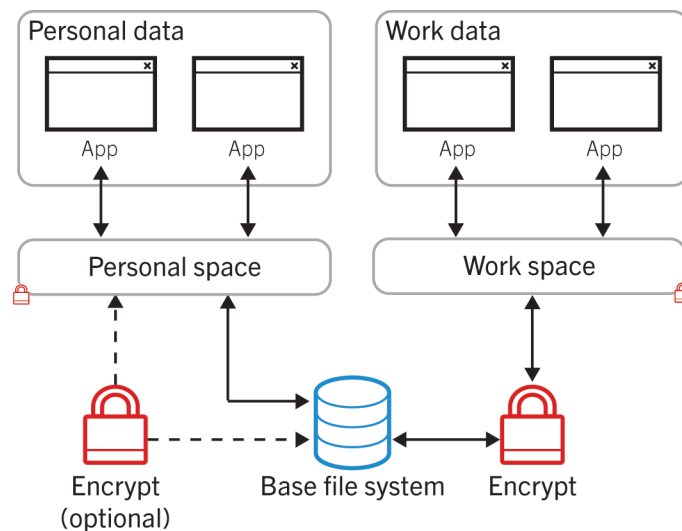 Personal data
Work data
App
App
App
App
Personal space
Work space
Encrypt
(optional)
Base file system
Encrypt